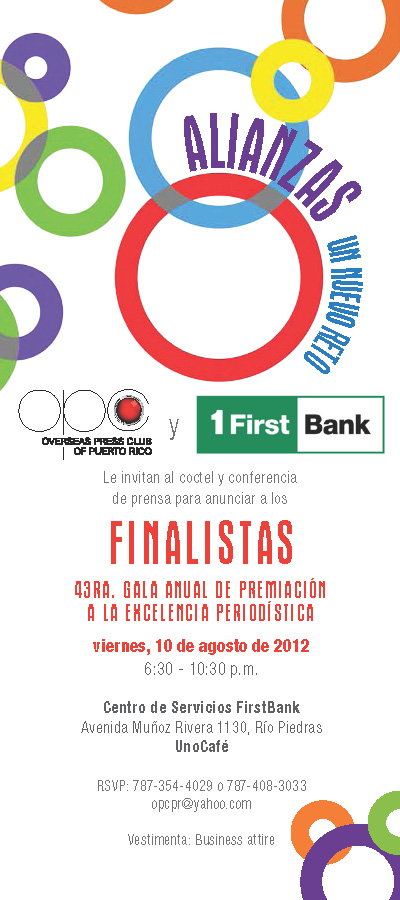 ALIANZAS
UN NUEVO RETO
opc
OVERSEAS PRESS CLUB
OF PUERTO RICO
y
1FirstBank
Le invitan al coctel y conferencia
de prensa para anunciar a los
FINALISTAS
43RA. GALA ANUAL DE PREMIACIÓN
A LA EXCELENCIA PERIODÍSTICA
viernes, 10 de agosto de 2012
6:30 - 10:30 p.m.
Centro de Servicios FirstBank
Avenida Muñoz Rivera 1130, Río Piedras
UnoCafé
RSVP: 787-354-4029 o 787-408-3033
opcpr@yahoo.com
Vestimenta: Business attire